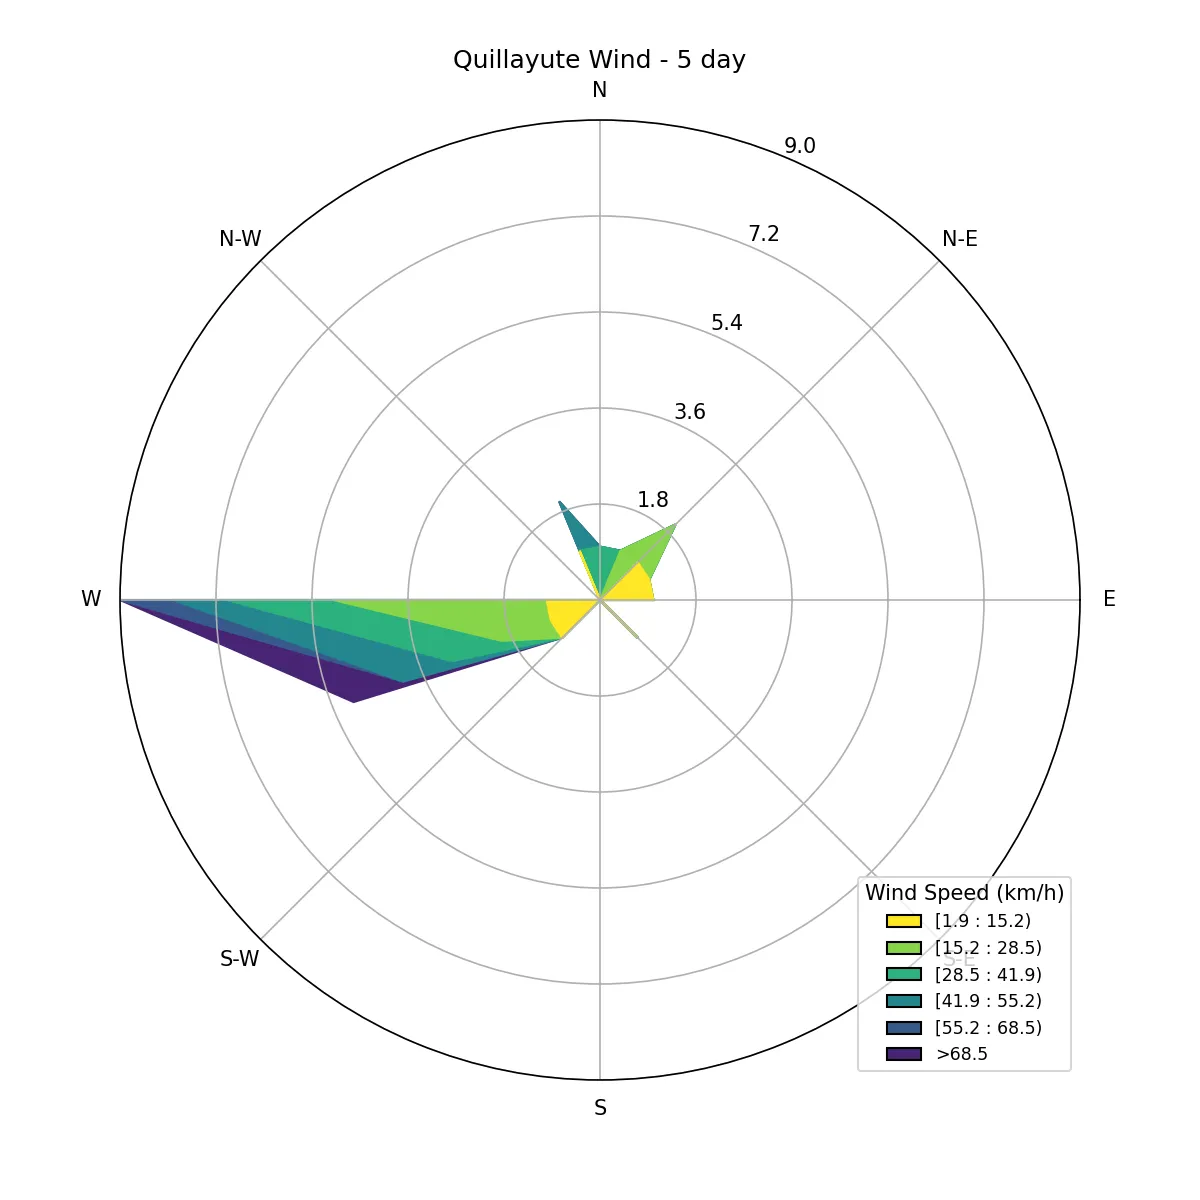 Quillayute Wind - 5 day
N
9.0
N-W
7.2
N-E
5.4
3.6
1.8
W
E
S-W
S-E
S
Wind Speed (km/h)
[1.9 : 15.2)
[15.2 : 28.5)
[28.5 : 41.9)
[41.9 : 55.2)
[55.2 : 68.5)
>68.5